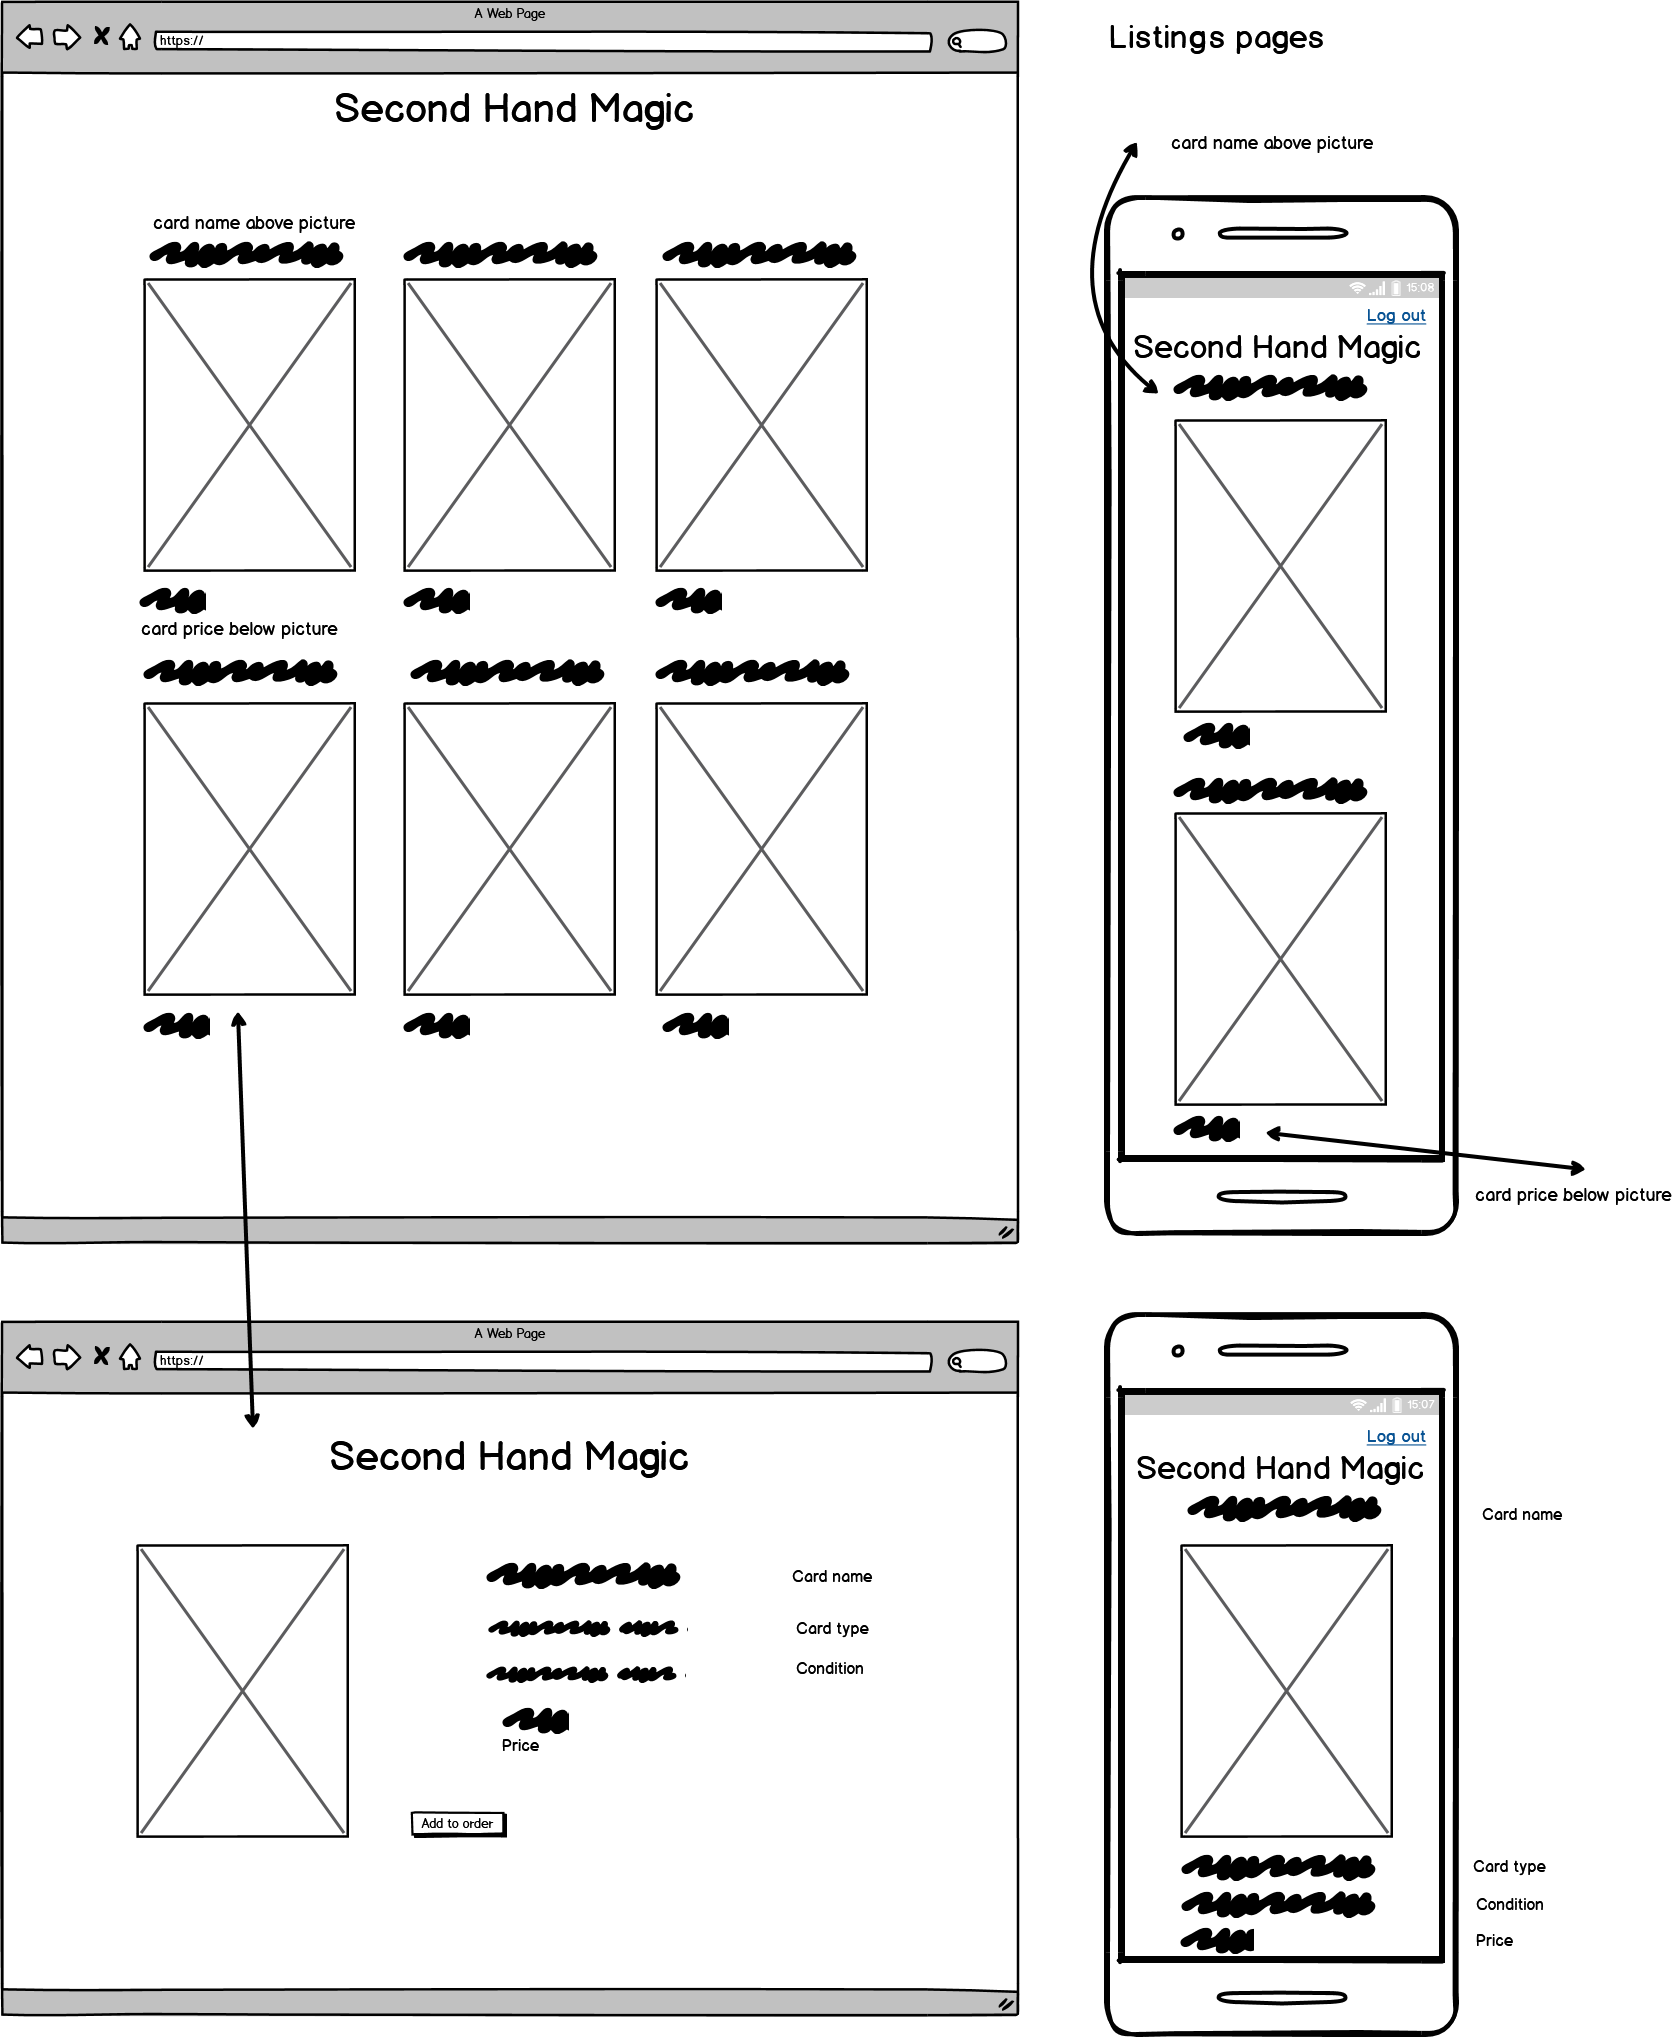 A Web Page
https://
Second Hand Magic
card name above picture
card price below picture
Listings pages
card name above picture
15:08
Log out
Second Hand Magic
card price below picture
A Web Page
https://
Second Hand Magic
Card name
Card type
Condition
Price
Add to order
15:07
Log out
Second Hand Magic
Card name
Card type
Condition
Price